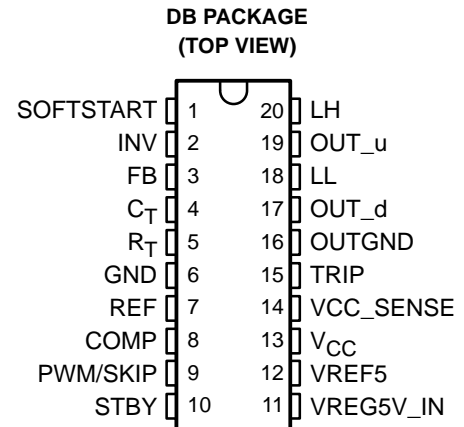 DB PACKAGE
(TOP VIEW)
SOFTSTART 1 20 LH
INV 2 19 OUT_u
FB 3 18 LL
CT 4 17 OUT_d
RT 5 16 OUTGND
GND 6 15 TRIP
REF 7 14 VCC_SENSE
COMP 8 13 VCC
PWM/SKIP 9 12 VREF5
STBY 10 11 VREG5V_IN